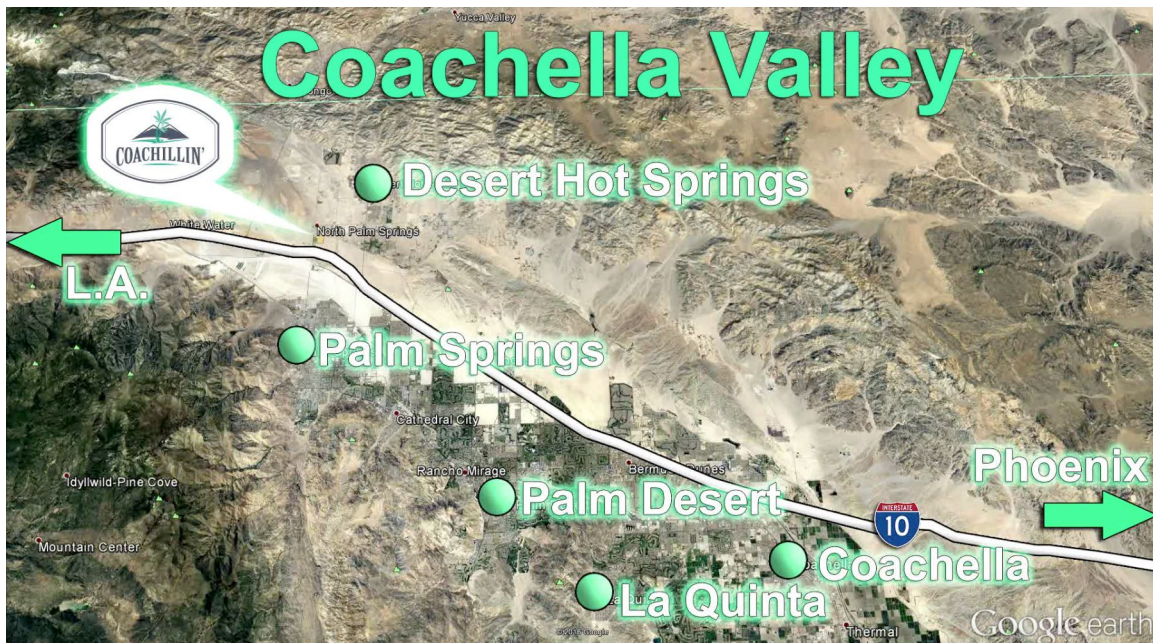 Yucca Valley
Coachella Valley
COACHILLIN'
Desert Hot Springs
White Water
North Palm Springs
L.A.
Palm Springs
Cathedral City
Rancho Mirage
Idyllwild-Pine Cove
Phoenix
Palm Desert
INTERSTATE
10
Mountain Center
Coachella
La Quinta
Thermal
Google earth